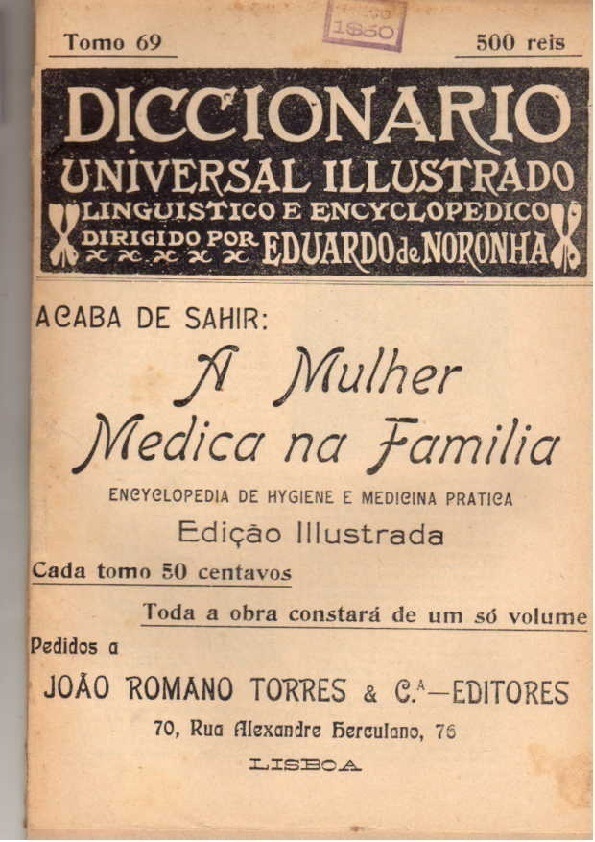 1860
Tomo 69
500 reis
DICCIONARIO
UNIVERSAL ILLUSTRADO
LINGUISTICO E ENCYCLOPEDICO
DIRIGIDO POR EDUARDO de NORONHA
ACABA DE SAHIR:
A Mulher
Medica na Familia
ENCYCLOPEDIA DE HYGIENE E MEDICINA PRATICA
Edição Illustrada
Cada tomo 50 centavos
Toda a obra constará de um só volume
Pedidos a
JOÃO ROMANO TORRES & C.ª—EDITORES
70, Rua Alexandre Herculano, 76
LISBOA